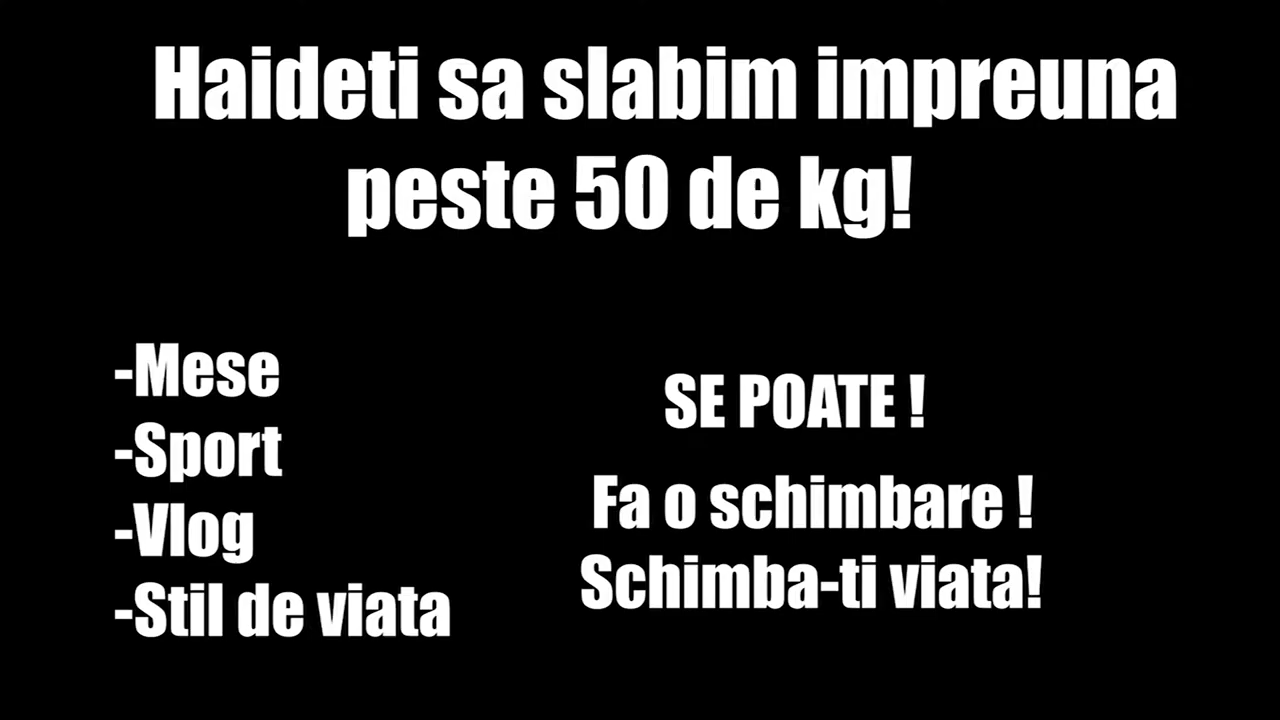 Haideti sa slabim impreuna
peste 50 de kg!
-Mese
-Sport
-Vlog
-Stil de viata
SE POATE !
Fa o schimbare !
Schimba-ti viata!